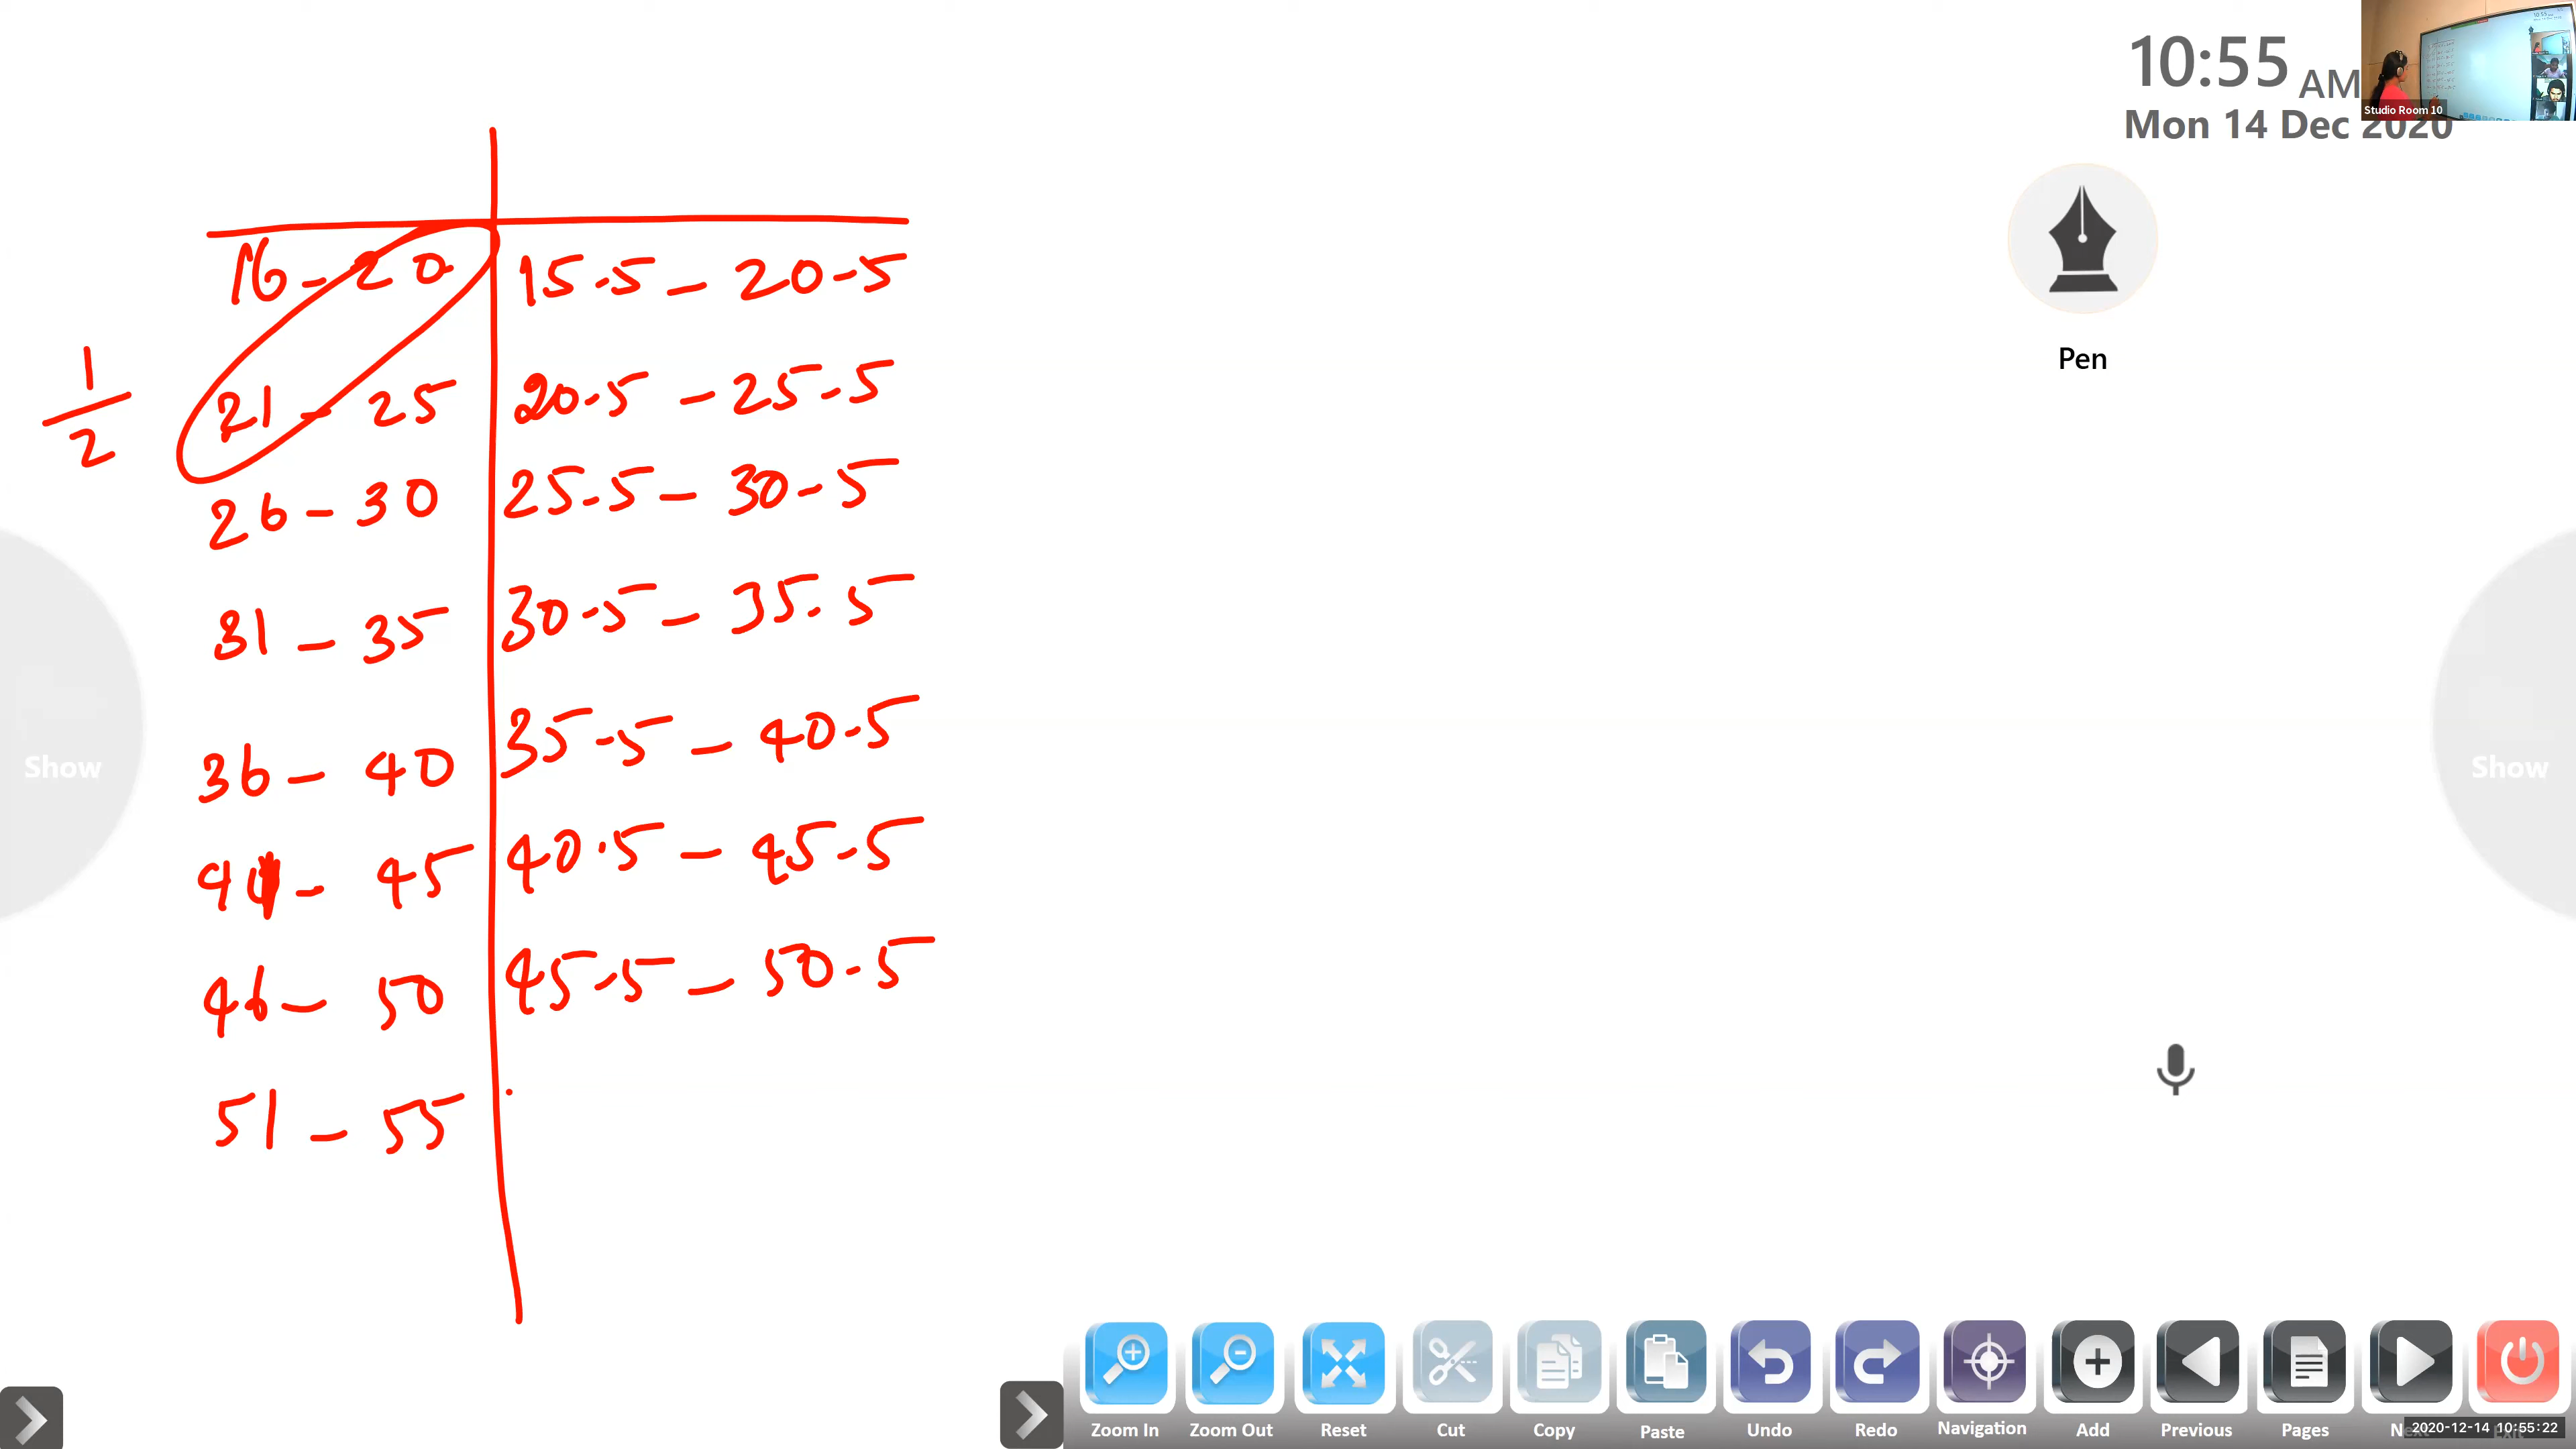 10:55 AM
Studio Room 10
Mon 14 Dec 2020
Pen
16 - 20 15.5 - 20.5
1/2
21 - 25 20.5 - 25.5
26 - 30 25.5 - 30.5
31 - 35 30.5 - 35.5
36 - 40 35.5 - 40.5
41 - 45 40.5 - 45.5
46 - 50 45.5 - 50.5
51 - 55
Show Show
Zoom In Zoom Out Reset Cut Copy Paste Undo Redo Navigation Add Previous Pages
2020-12-14 10:55:22